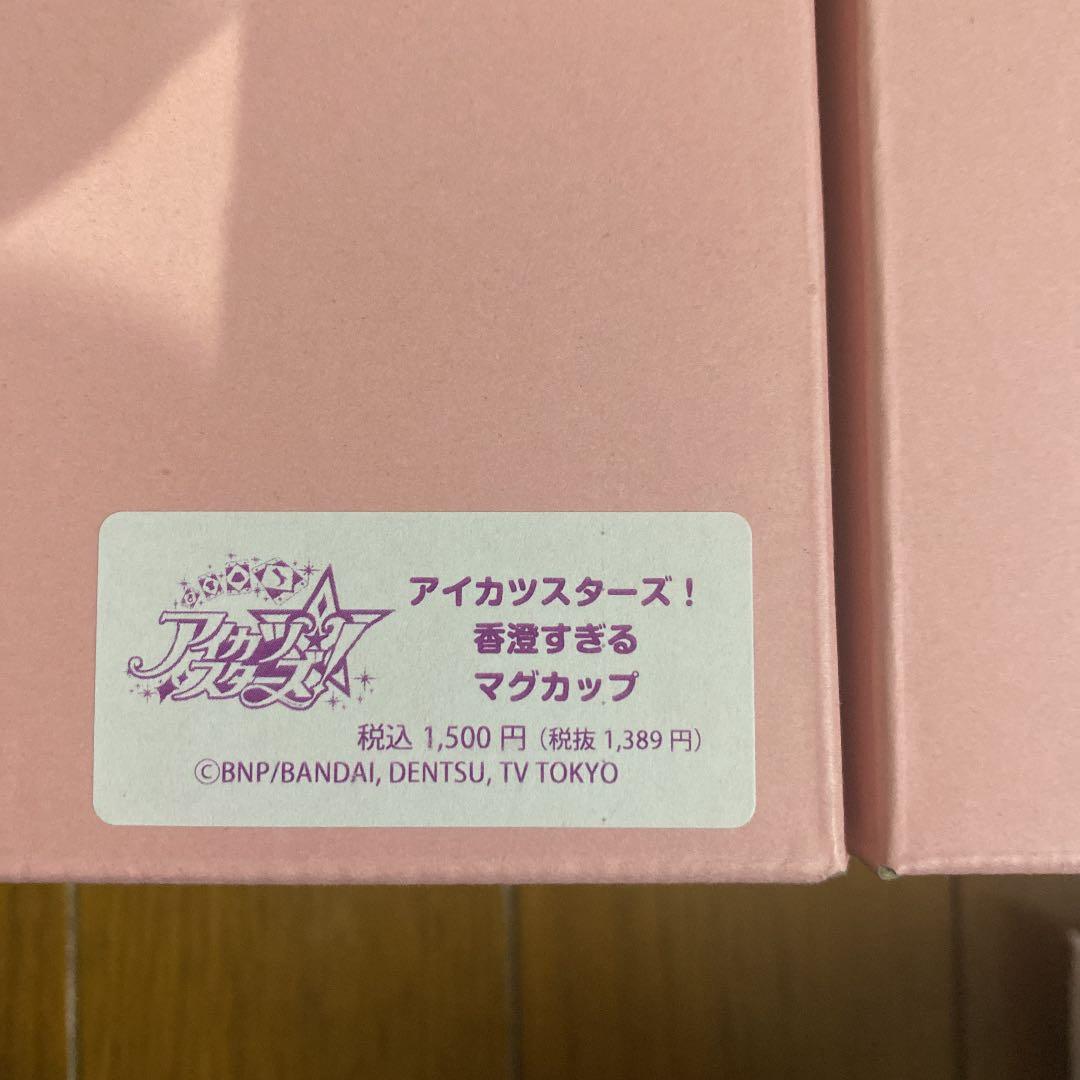 アイカツ
スターズ!
アイカツスターズ！
香澄すぎる
マグカップ
税込 1,500 円（税抜 1,389 円）
©BNP/BANDAI, DENTSU, TV TOKYO